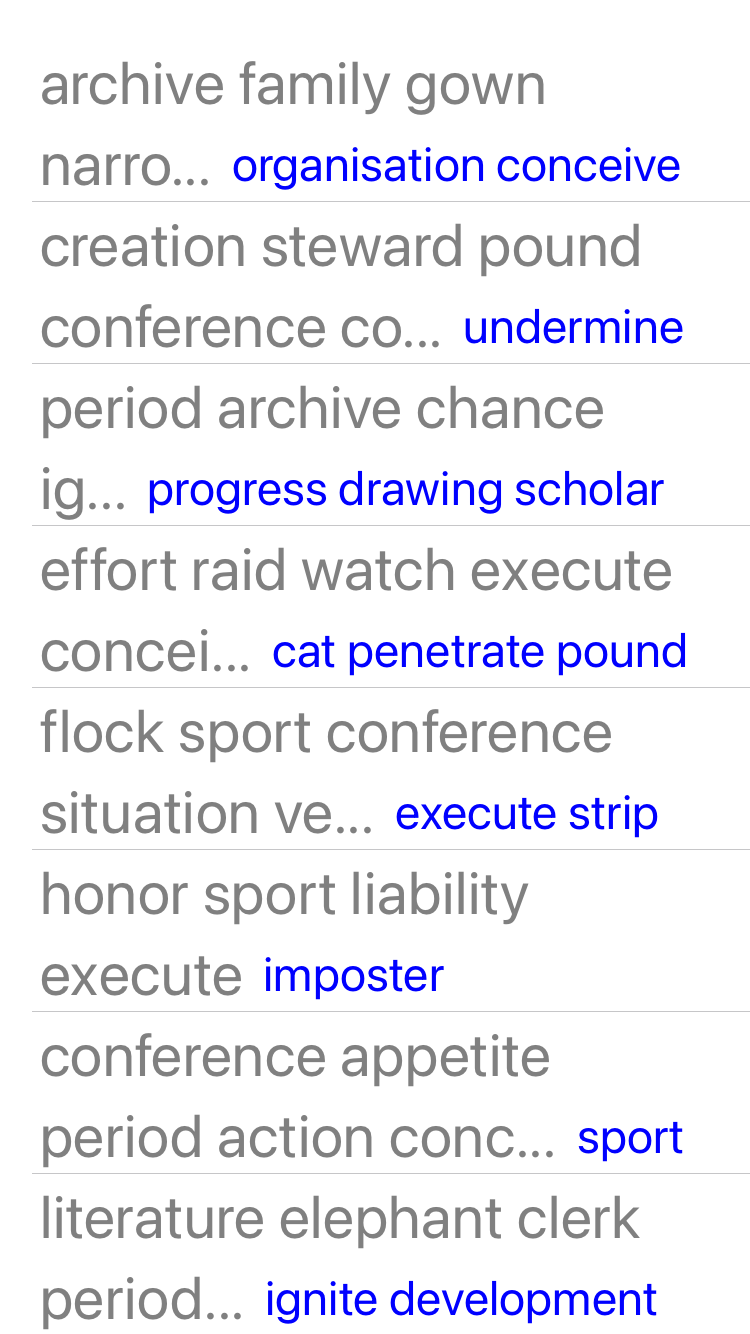 archive family gown
narro... organisation conceive
creation steward pound
conference co... undermine
period archive chance
ig... progress drawing scholar
effort raid watch execute
concei... cat penetrate pound
flock sport conference
situation ve... execute strip
honor sport liability
execute imposter
conference appetite
period action conc... sport
literature elephant clerk
period... ignite development